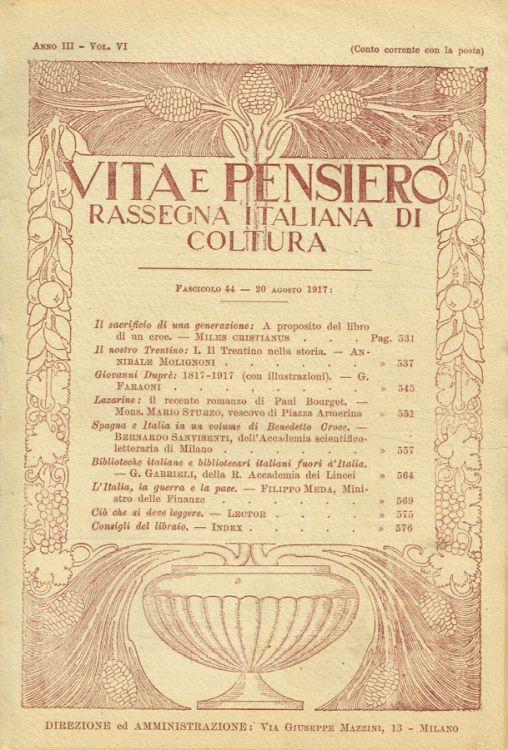 ANNO III – VOL. VI (Conto corrente con la posta)
VITA E PENSIERO
RASSEGNA ITALIANA DI
COLTURA
FASCICOLO 44 — 20 AGOSTO 1917:
Il sacrificio di una generazione: A proposito del libro
di un eroe. — MILES CRISTIANUS . . . Pag. 531
Il nostro Trentino: I. Il Trentino nella storia. — AN-
NIBALE MOLIGNONI . . . . . . » 537
Giovanni Duprè: 1817-1917 (con illustrazioni). — G.
FARAONI . . . . . . . . » 545
Lazarine: il recente romanzo di Paul Bourget. —
Mons. MARIO STURZO, vescovo di Piazza Armerina » 551
Spagna e Italia in un volume di Benedetto Croce. —
BERNARDO SANVISENTI, dell'Accademia scientifico-
letteraria di Milano . . . . . . » 557
Biblioteche italiane e bibliotecari italiani fuori d'Italia.
— G. GABRIELI, della R. Accademia dei Lincei » 564
L'Italia, la guerra e la pace. — FILIPPO MEDA, Mini-
stro delle Finanze . . . . . . » 569
Ciò che si deve leggere. — LECTOR . . . . » 575
Consigli del libraio. — INDEX . . . . . » 576
DIREZIONE ed AMMINISTRAZIONE: VIA GIUSEPPE MAZZINI, 13 – MILANO